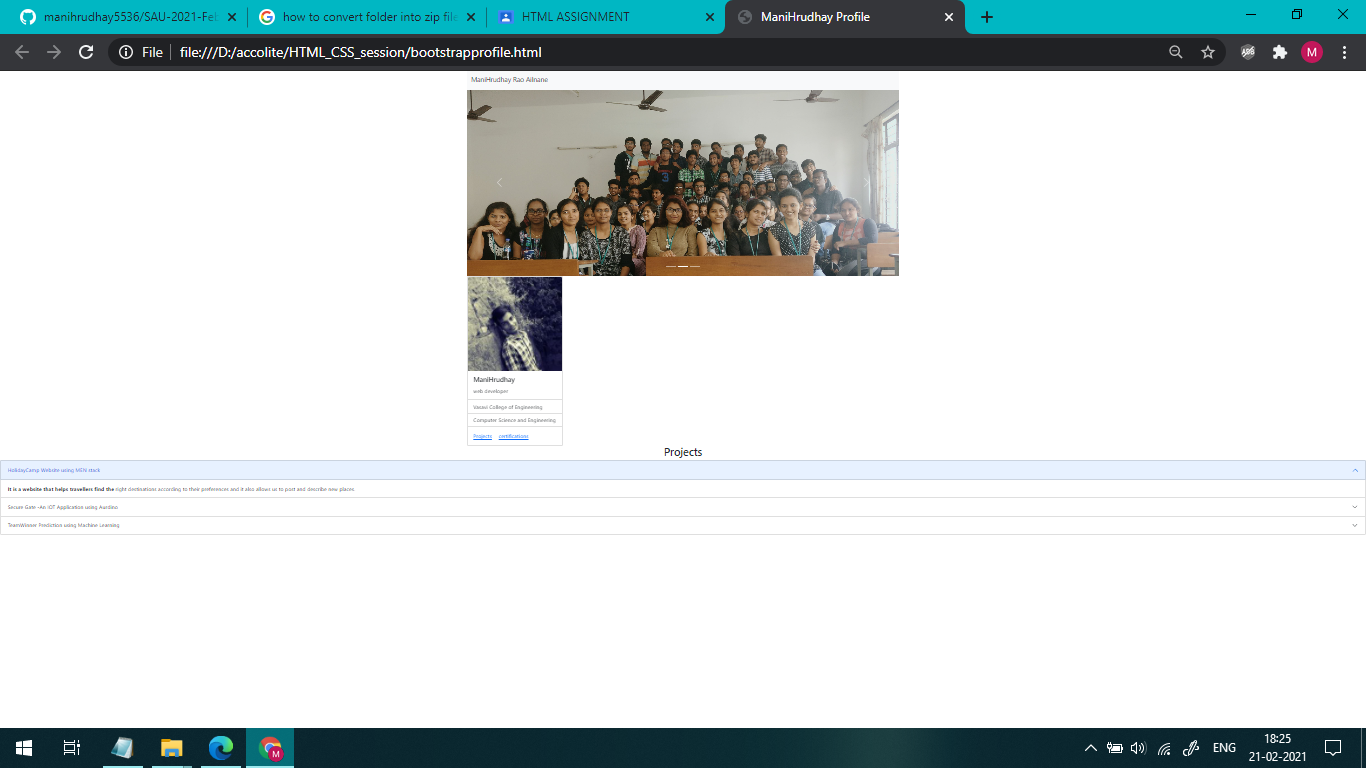 manihrudhay5536/SAU-2021-Feb
how to convert folder into zip file
HTML ASSIGNMENT
ManiHrudhay Profile
File
file:///D:/accolite/HTML_CSS_session/bootstrapprofile.html
M
ManiHrudhay Rao Ailnane
3
ManiHrudhay
web developer
Vasavi College of Engineering
Computer Science and Engineering
Projects certifications
Projects
HolidayCamp Website using MEN stack
It is a website that helps travellers find the right destinations according to their preferences and it also allows us to post and describe new places
Secure Gate -An IOT Application using Aurdino
TeamWinner Prediction using Machine Learning
M
ENG
18:25
21-02-2021